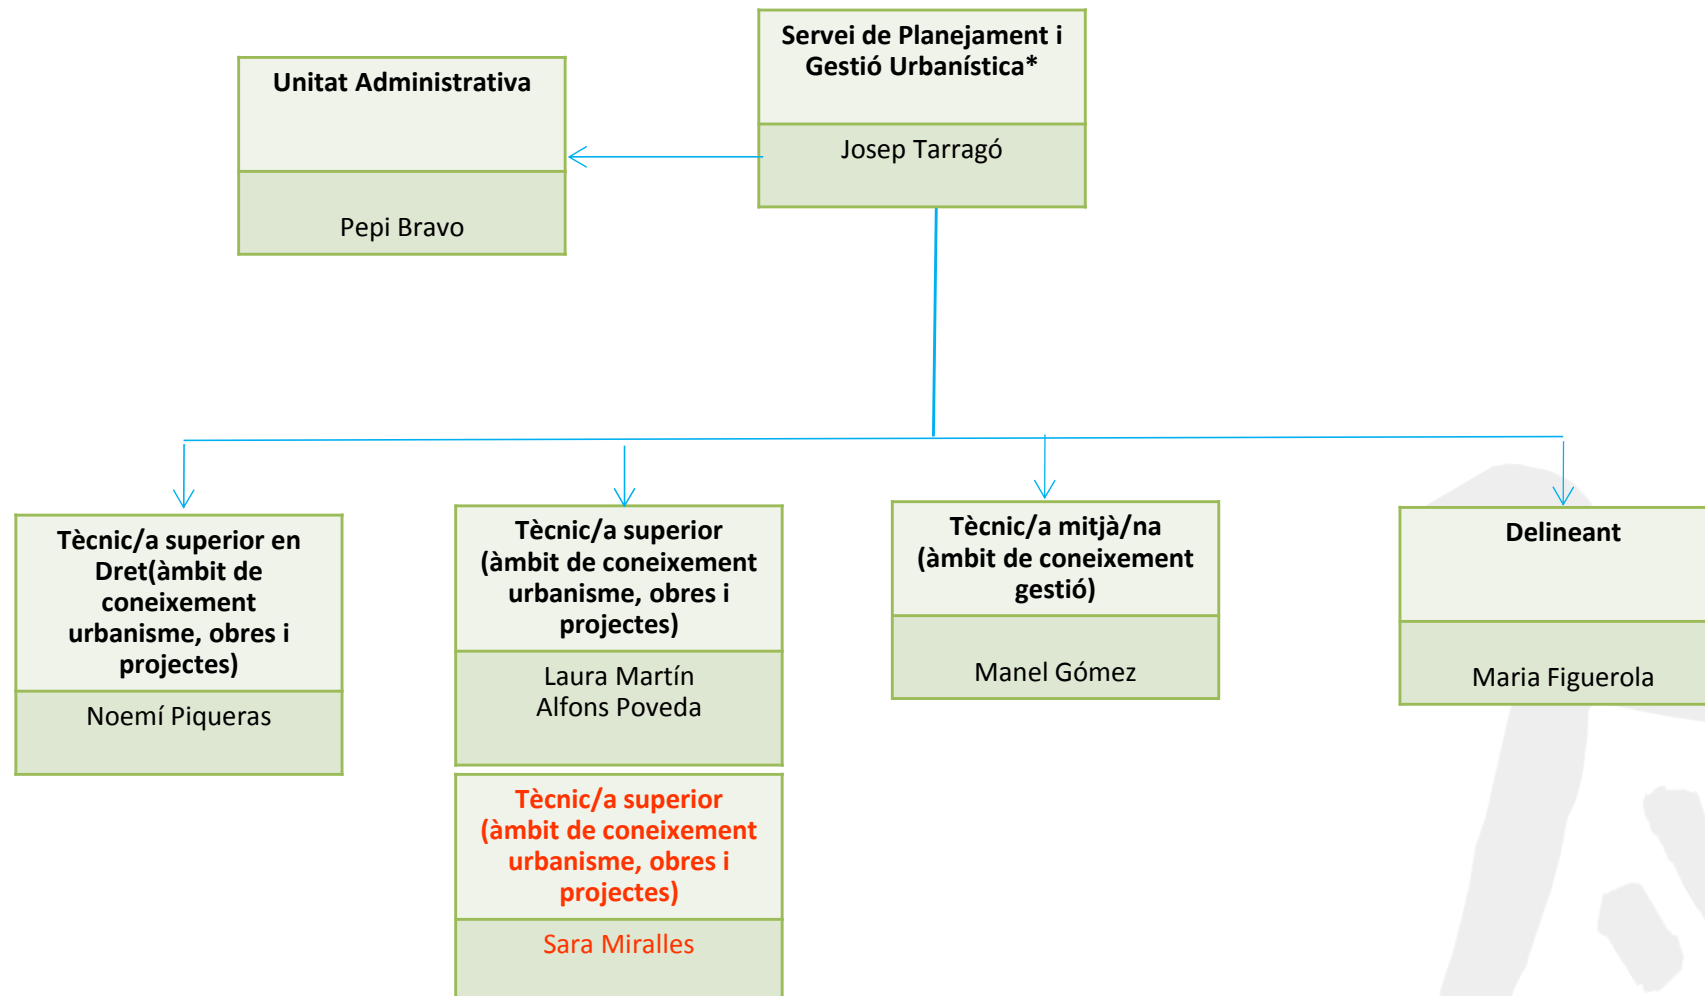 Servei de Planejament i
Gestió Urbanística*
Josep Tarragó
Unitat Administrativa
Pepi Bravo
Tècnic/a superior en
Dret(àmbit de
coneixement
urbanisme, obres i
projectes)
Noemí Piqueras
Tècnic/a superior
(àmbit de coneixement
urbanisme, obres i
projectes)
Laura Martín
Alfons Poveda
Tècnic/a superior
(àmbit de coneixement
urbanisme, obres i
projectes)
Sara Miralles
Tècnic/a mitjà/na
(àmbit de coneixement
gestió)
Manel Gómez
Delineant
Maria Figuerola